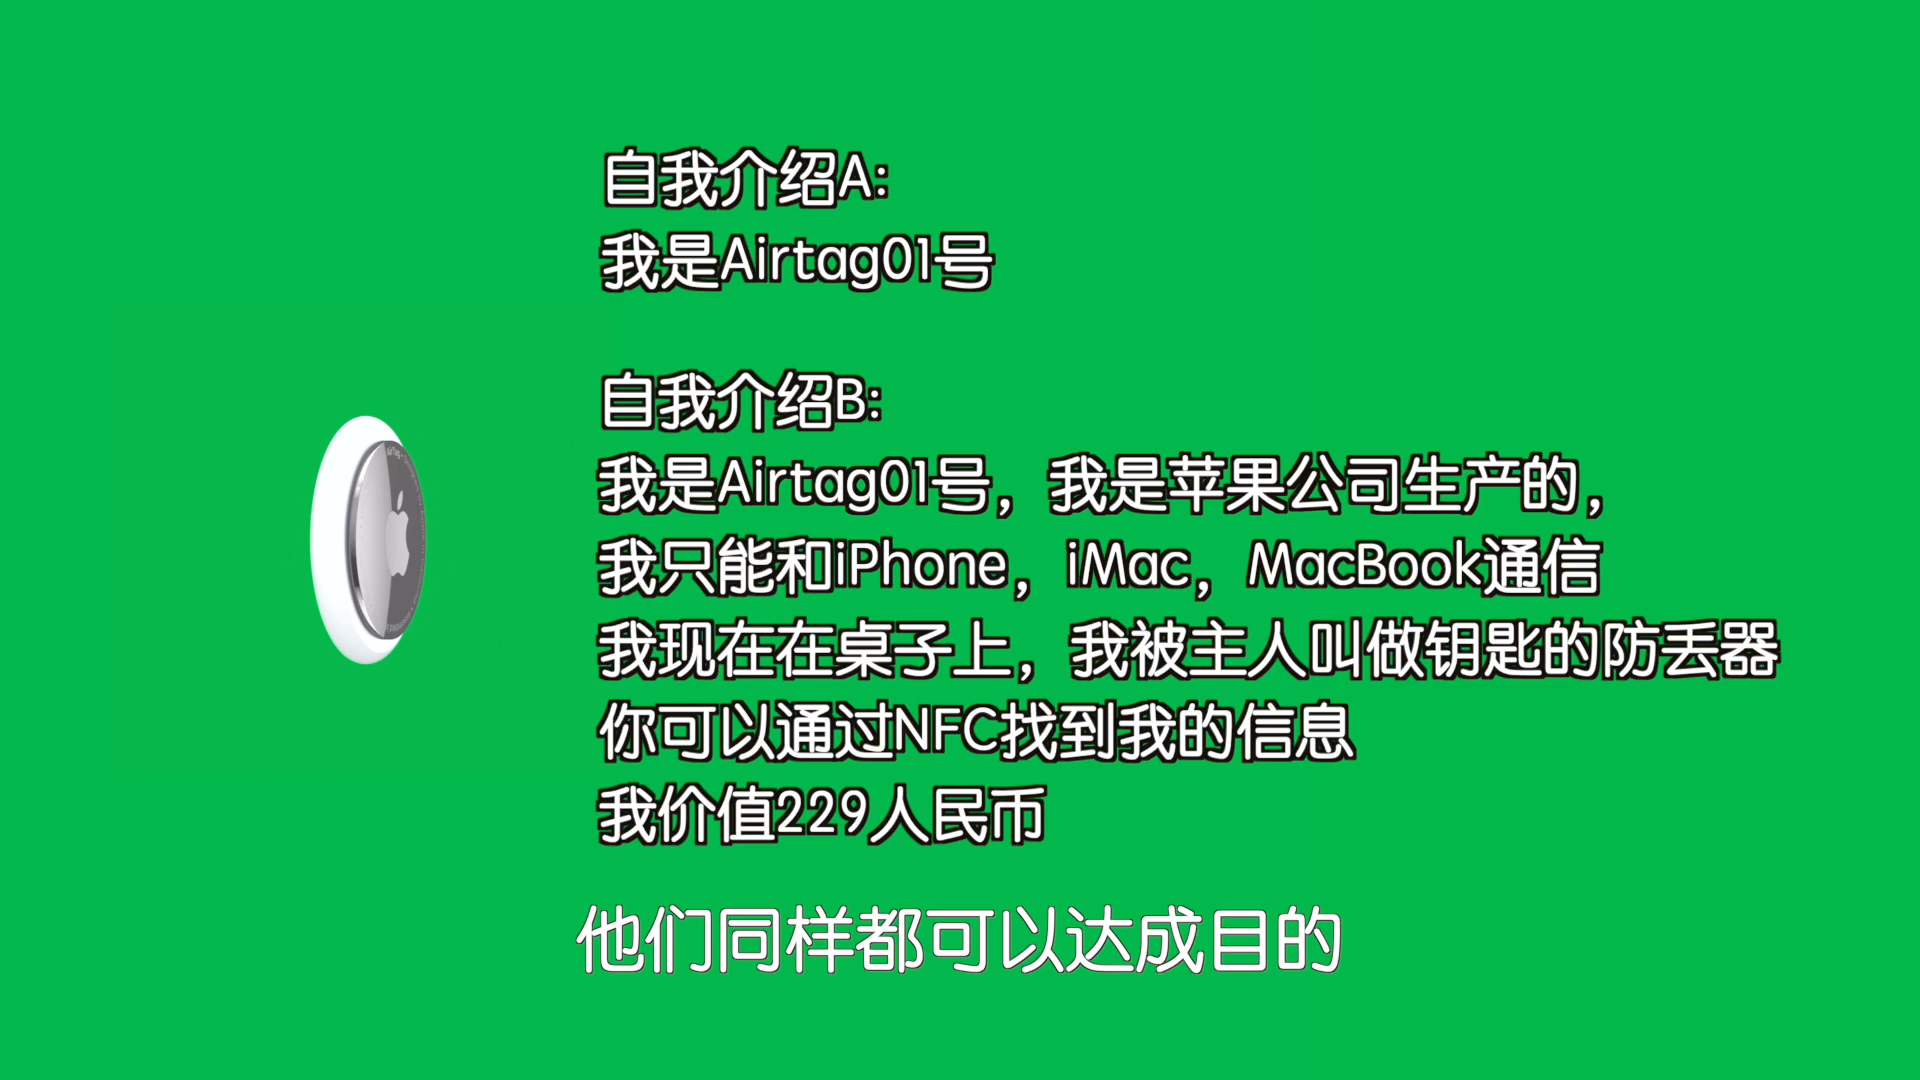 自我介绍A:
我是Airtag01号
自我介绍B:
我是Airtag01号，我是苹果公司生产的，
我只能和iPhone，iMac，MacBook通信
我现在在桌子上，我被主人叫做钥匙的防丢器
你可以通过NFC找到我的信息
我价值229人民币
他们同样都可以达成目的